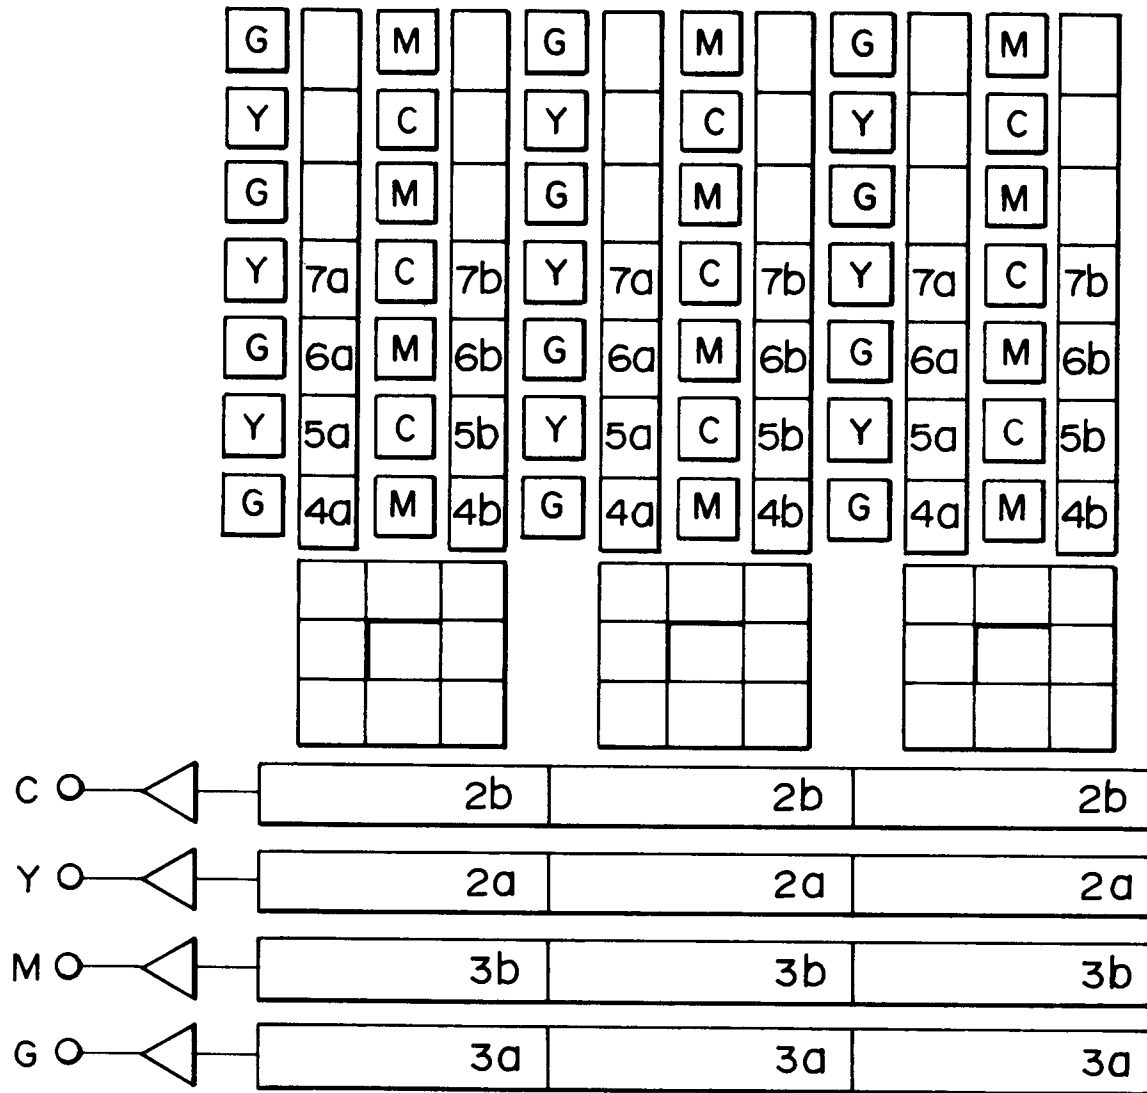 G M G M G M
Y C Y C Y C
G M G M G M
Y 7a C 7b Y 7a C 7b Y 7a C 7b
G 6a M 6b G 6a M 6b G 6a M 6b
Y 5a C 5b Y 5a C 5b Y 5a C 5b
G 4a M 4b G 4a M 4b G 4a M 4b
C 2b 2b 2b
Y 2a 2a 2a
M 3b 3b 3b
G 3a 3a 3a